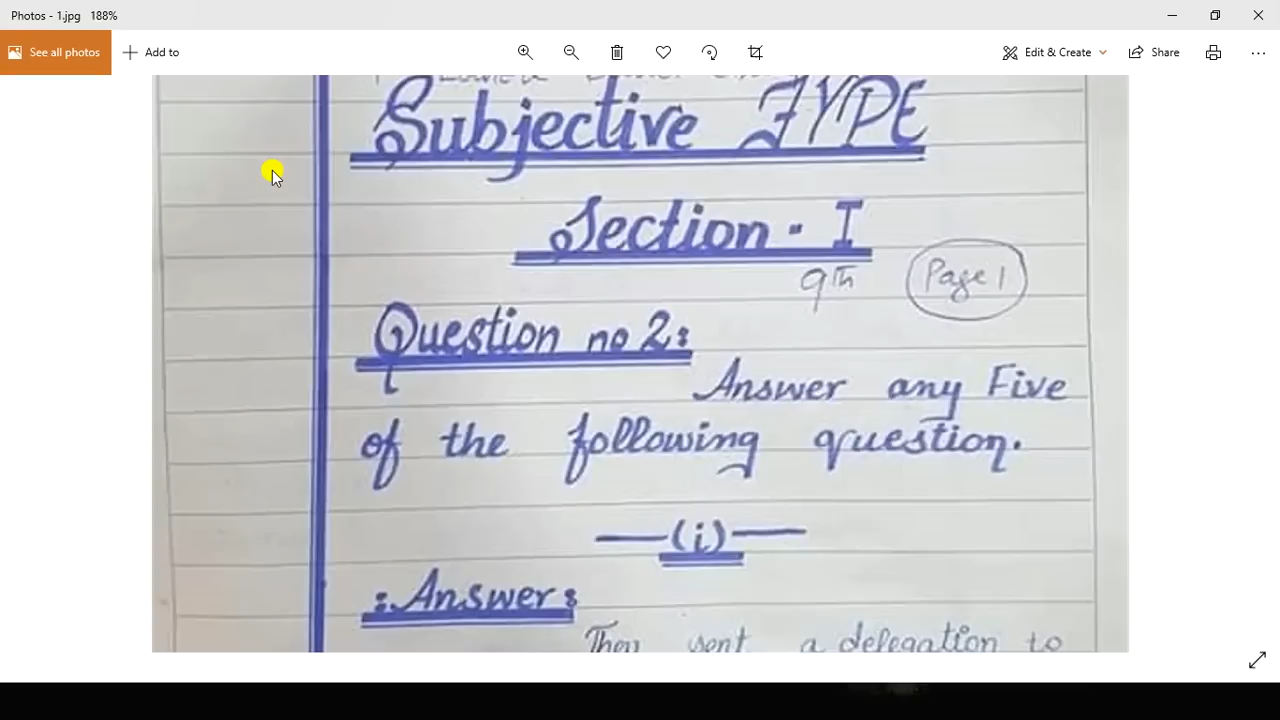 Photos - 1.jpg 188%
See all photos
Add to
Edit & Create
Share
Subjective TYPE
Section - I
9th
Page 1
Question no 2:
Answer any Five
of the following question.
(i)
:Answer:
They sent a delegation to